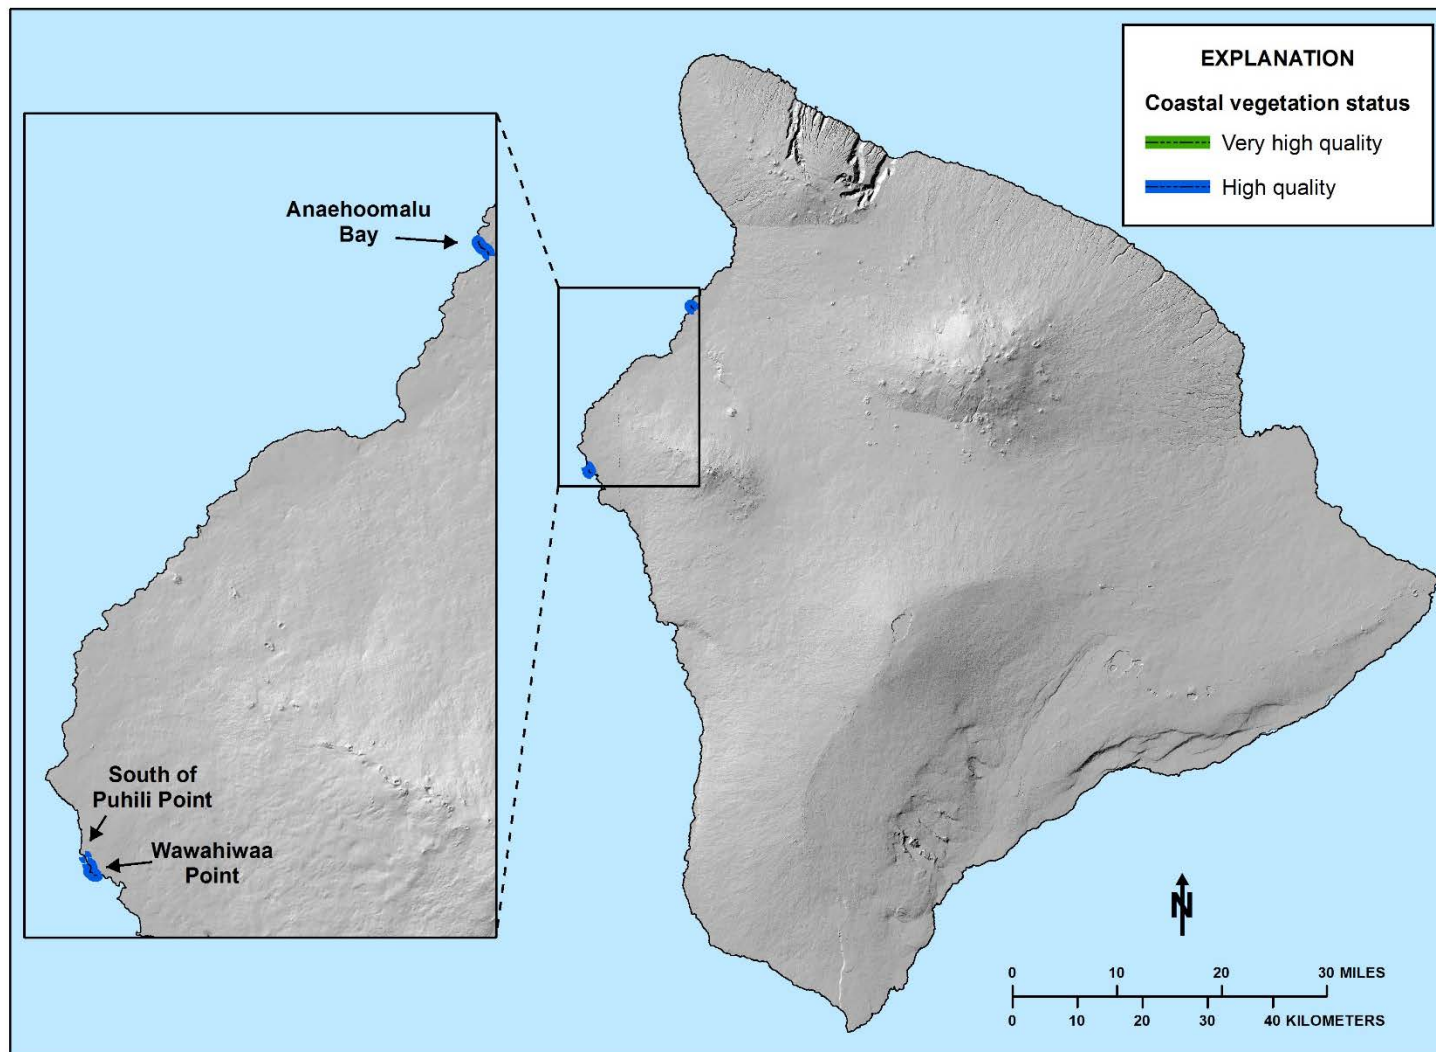 EXPLANATION
Coastal vegetation status
Very high quality
High quality
Anaehoomalu
Bay
South of
Puhili Point
Wawahiwaa
Point
N
0 10 20 30 MILES
0 10 20 30 40 KILOMETERS